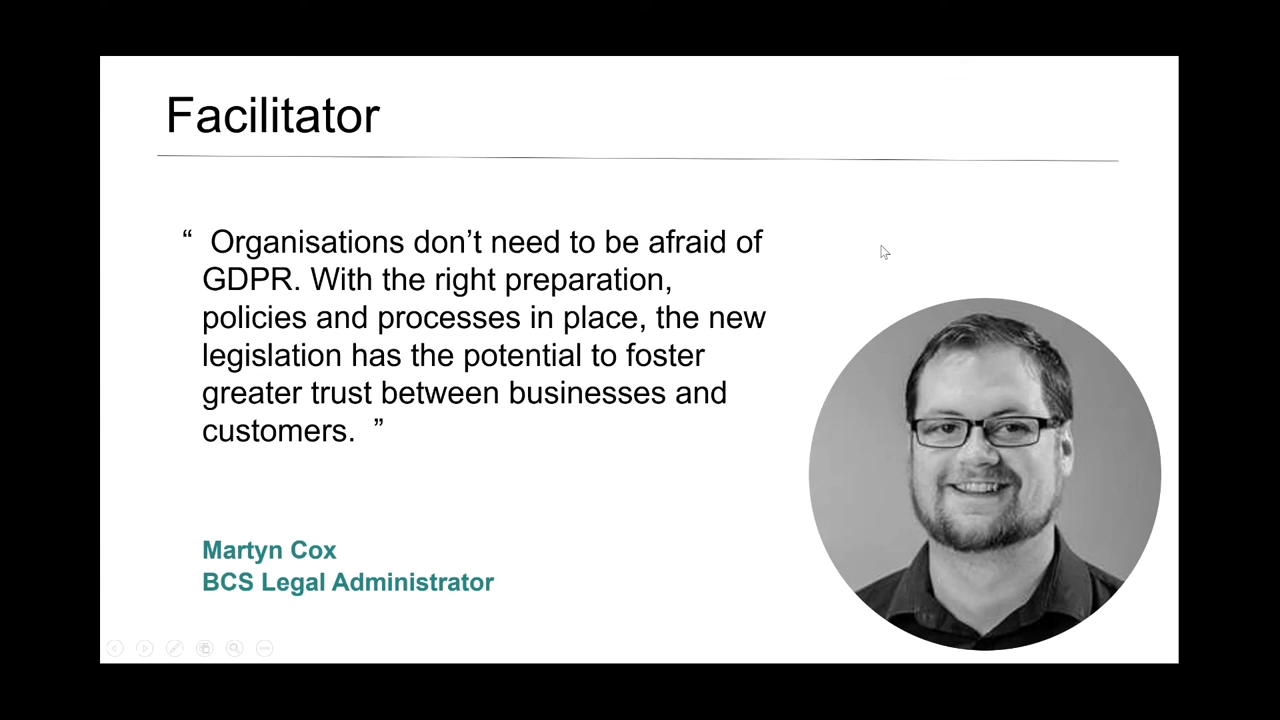 Facilitator
“ Organisations don’t need to be afraid of
GDPR. With the right preparation,
policies and processes in place, the new
legislation has the potential to foster
greater trust between businesses and
customers. ”
Martyn Cox
BCS Legal Administrator